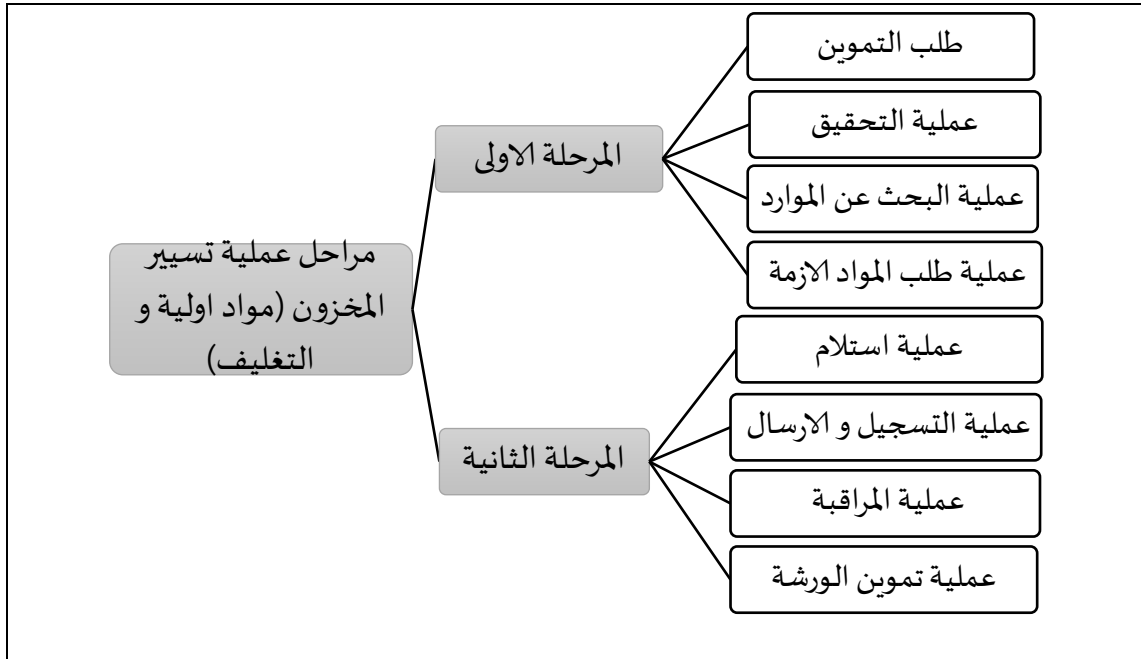 مراحل عملية تسيير
المخزون (مواد اولية و
التغليف)
المرحلة الاولى
طلب التموين
عملية التحقيق
عملية البحث عن الموارد
عملية طلب المواد الازمة
المرحلة الثانية
عملية استلام
عملية التسجيل و الارسال
عملية المراقبة
عملية تموين الورشة